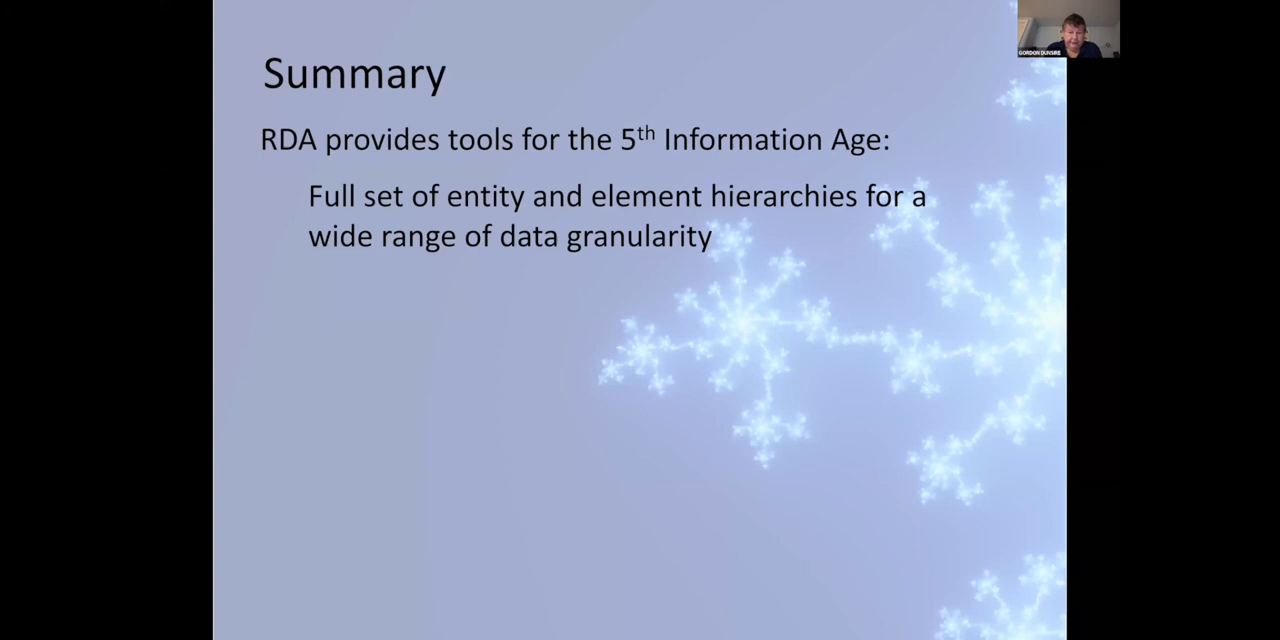 GORDON DUNSIRE
Summary
RDA provides tools for the 5th Information Age:
Full set of entity and element hierarchies for a
wide range of data granularity